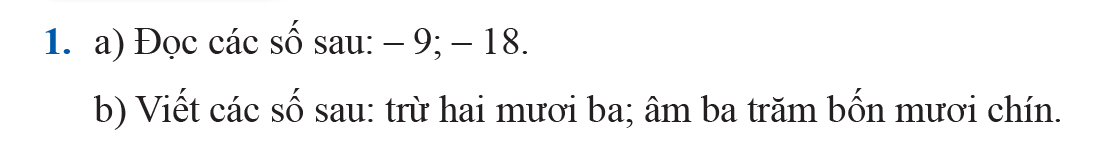 1. a) Đọc các số sau: – 9; – 18.
b) Viết các số sau: trừ hai mươi ba; âm ba trăm bốn mươi chín.